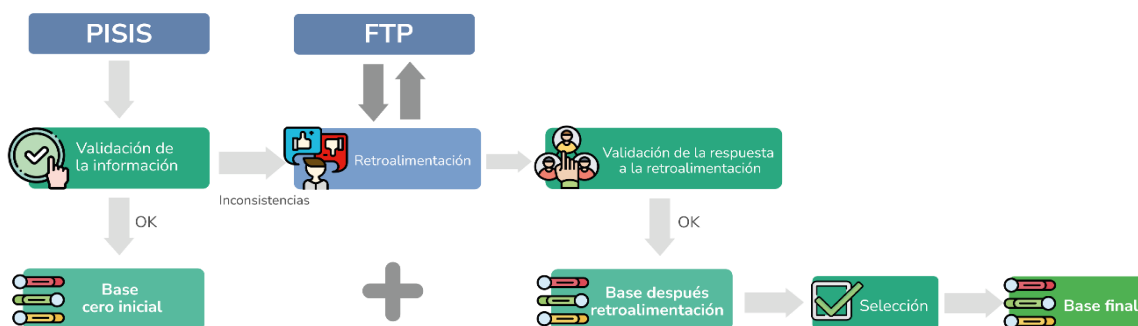 PISIS
FTP
Validación de
la información
Retroalimentación
Validación de la respuesta
a la retroalimentación
Inconsistencias
OK
OK
Base
cero inicial
Base después
retroalimentación
Selección
Base final